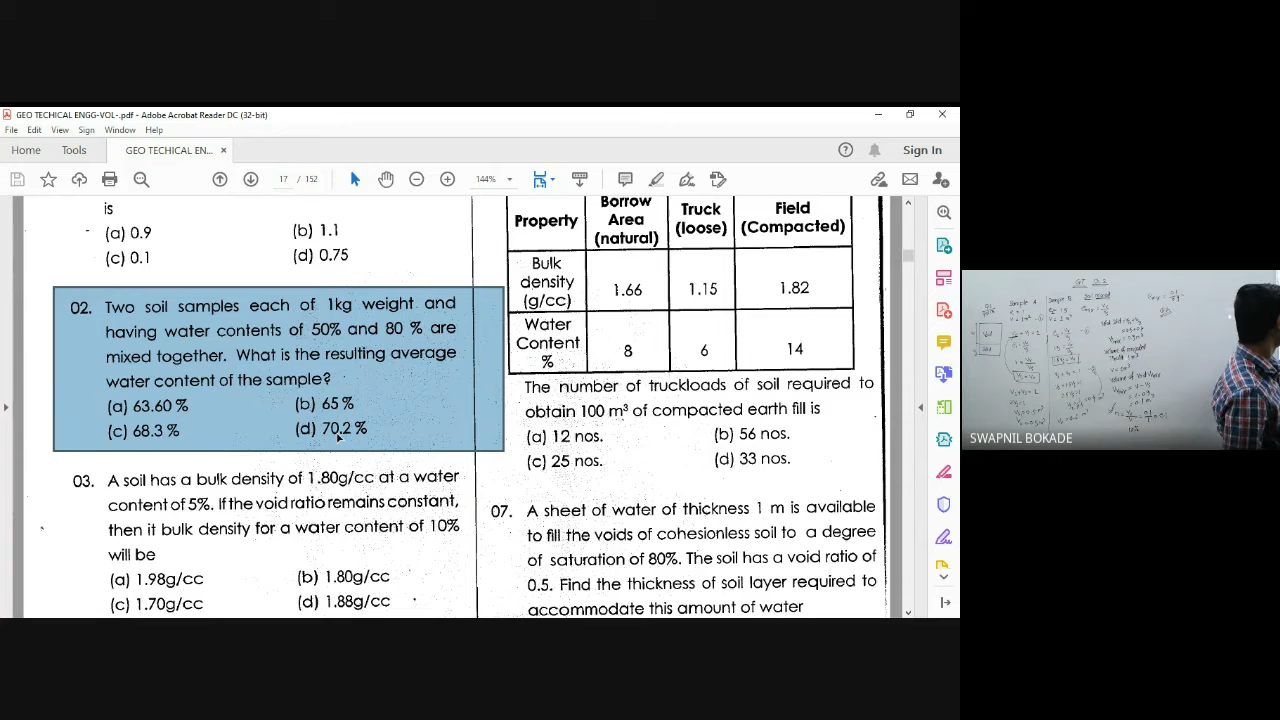 GEO TECHICAL ENGG-VOL-.pdf - Adobe Acrobat Reader DC (32-bit)
File Edit View Sign Window Help
Home Tools GEO TECHICAL EN... × Sign In
17 / 152 144%
is
(a) 0.9 (b) 1.1
(c) 0.1 (d) 0.75
02. Two soil samples each of 1kg weight and
having water contents of 50% and 80 % are
mixed together. What is the resulting average
water content of the sample?
(a) 63.60 % (b) 65 %
(c) 68.3 % (d) 70.2 %
03. A soil has a bulk density of 1.80g/cc at a water
content of 5%. If the void ratio remains constant,
then it bulk density for a water content of 10%
will be
(a) 1.98g/cc (b) 1.80g/cc
(c) 1.70g/cc (d) 1.88g/cc
Property Borrow Area (natural) Truck (loose) Field (Compacted)
Bulk density (g/cc) 1.66 1.15 1.82
Water Content % 8 6 14
The number of truckloads of soil required to
obtain 100 m³ of compacted earth fill is
(a) 12 nos. (b) 56 nos.
(c) 25 nos. (d) 33 nos.
07. A sheet of water of thickness 1 m is available
to fill the voids of cohesionless soil to a degree
of saturation of 80%. The soil has a void ratio of
0.5. Find the thickness of soil layer required to
accommodate this amount of water
SWAPNIL BOKADE